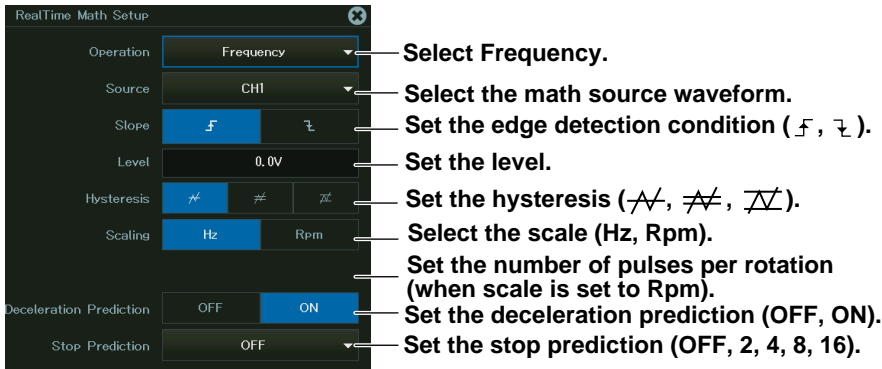 RealTime Math Setup
Operation Frequency Select Frequency.
Source CH1 Select the math source waveform.
Slope Set the edge detection condition ( , ).
Level 0.0V Set the level.
Hysteresis Set the hysteresis ( , , ).
Scaling Hz Rpm Select the scale (Hz, Rpm).
Set the number of pulses per rotation
(when scale is set to Rpm).
Deceleration Prediction OFF ON Set the deceleration prediction (OFF, ON).
Stop Prediction OFF Set the stop prediction (OFF, 2, 4, 8, 16).